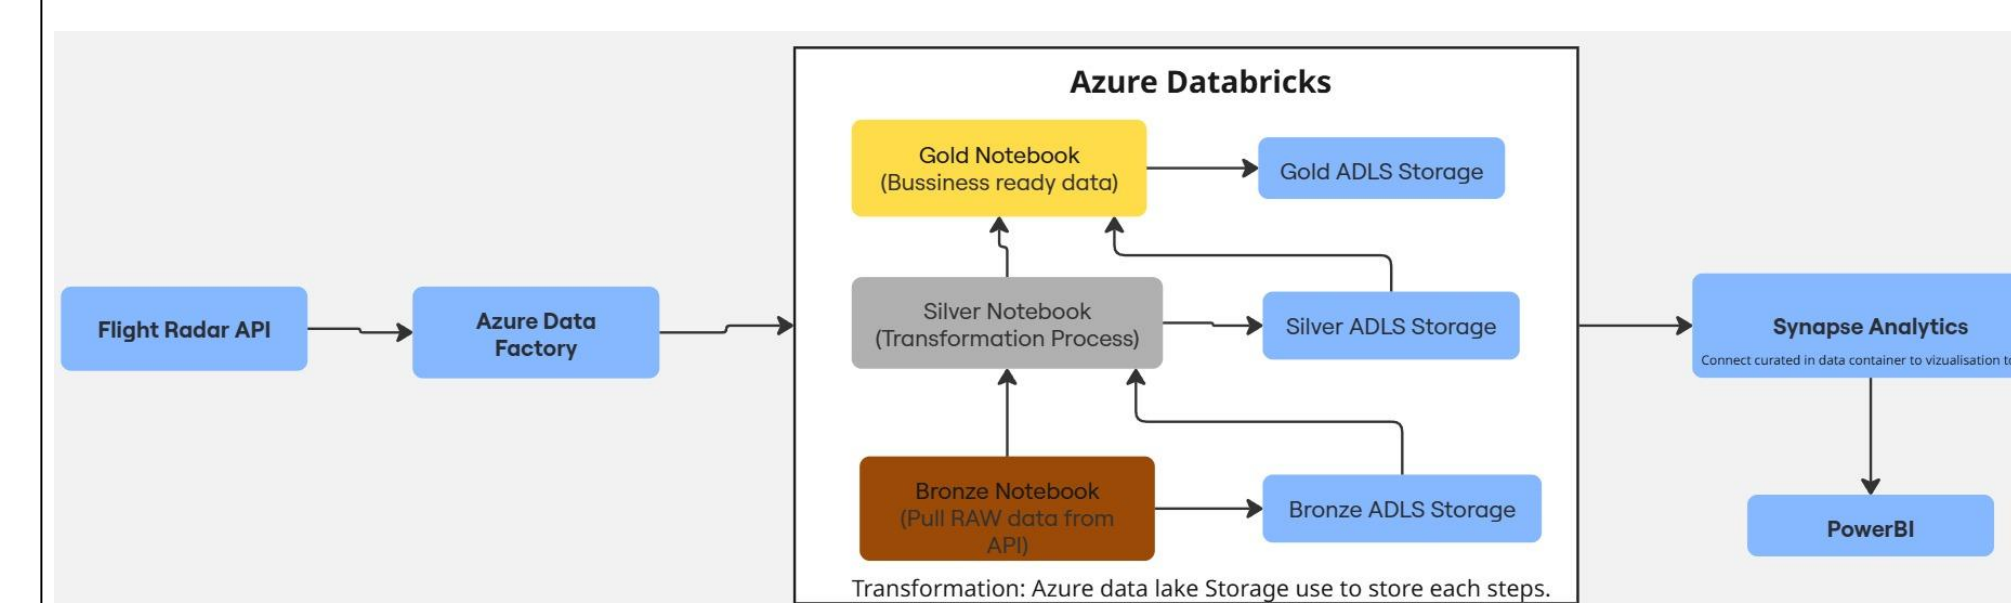 Azure Databricks
Gold Notebook
(Bussiness ready data)
Gold ADLS Storage
Flight Radar API
Azure Data
Factory
Silver Notebook
(Transformation Process)
Silver ADLS Storage
Synapse Analytics
Connect curated in data container to vizualisation
Bronze Notebook
(Pull RAW data from
API)
Bronze ADLS Storage
PowerBI
Transformation: Azure data lake Storage use to store each steps.